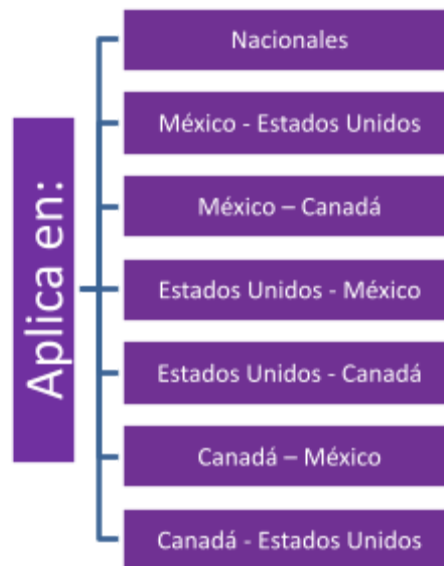 Aplica en:
Nacionales
México - Estados Unidos
México – Canadá
Estados Unidos - México
Estados Unidos - Canadá
Canadá – México
Canadá - Estados Unidos